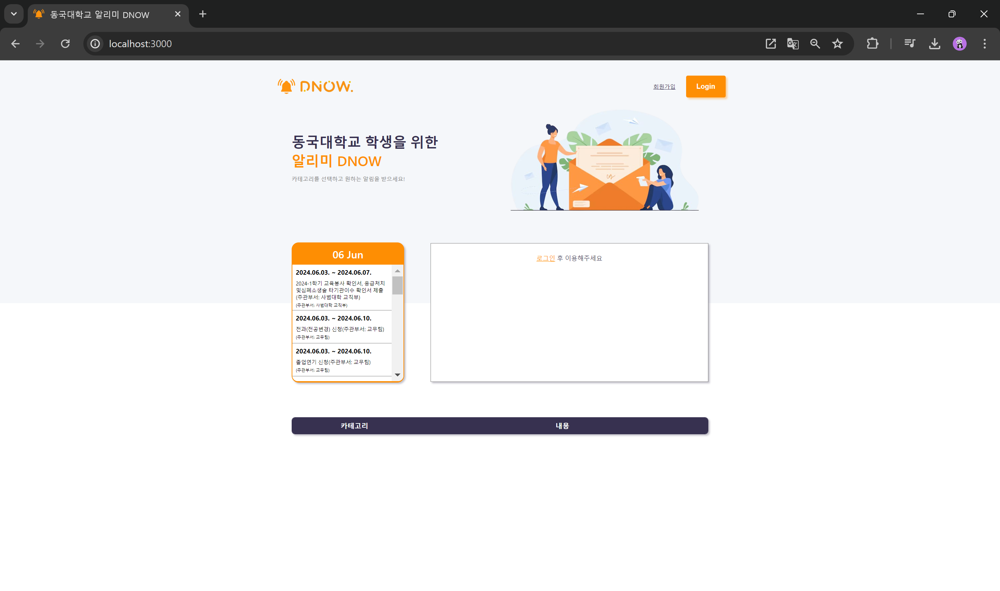 동국대학교 알리미 DNOW
localhost:3000
DNOW.
회원가입
Login
동국대학교 학생을 위한
알리미 DNOW
카테고리를 선택하고 원하는 알림을 받으세요!
06 Jun
2024.06.03. ~ 2024.06.07.
2024-1학기 교육봉사 확인서, 응급처치
및심폐소생술 타기관이수 확인서 제출
(주관부서: 사범대학 교직부)
(주관부서: 사범대학 교직부)
2024.06.03. ~ 2024.06.10.
전과(전공변경) 신청(주관부서: 교무팀)
(주관부서: 교무팀)
2024.06.03. ~ 2024.06.10.
졸업연기 신청(주관부서: 교무팀)
(주관부서: 교무팀)
로그인 후 이용해주세요
카테고리 내용